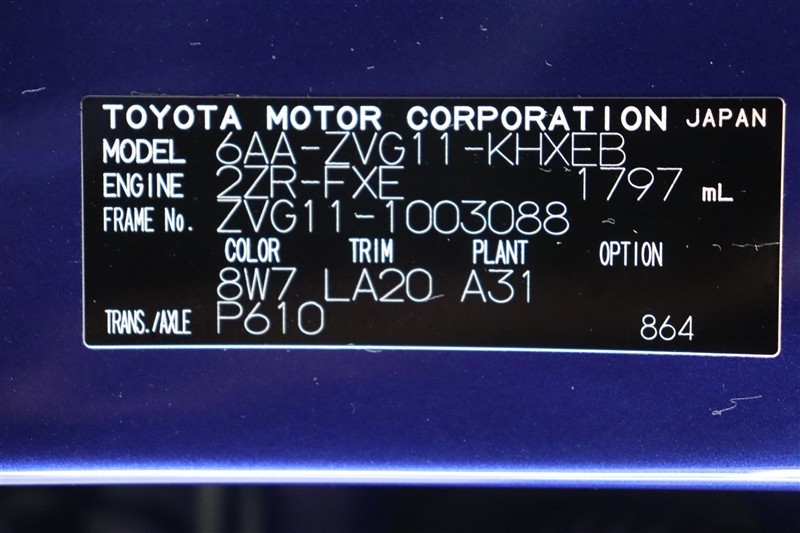 TOYOTA MOTOR CORPORATION JAPAN
MODEL 6AA-ZVG11-KHXEB
ENGINE 2ZR-FXE 1797 mL
FRAME No. ZVG11-1003088
COLOR TRIM PLANT OPTION
8W7 LA20 A31
TRANS./AXLE P610 864